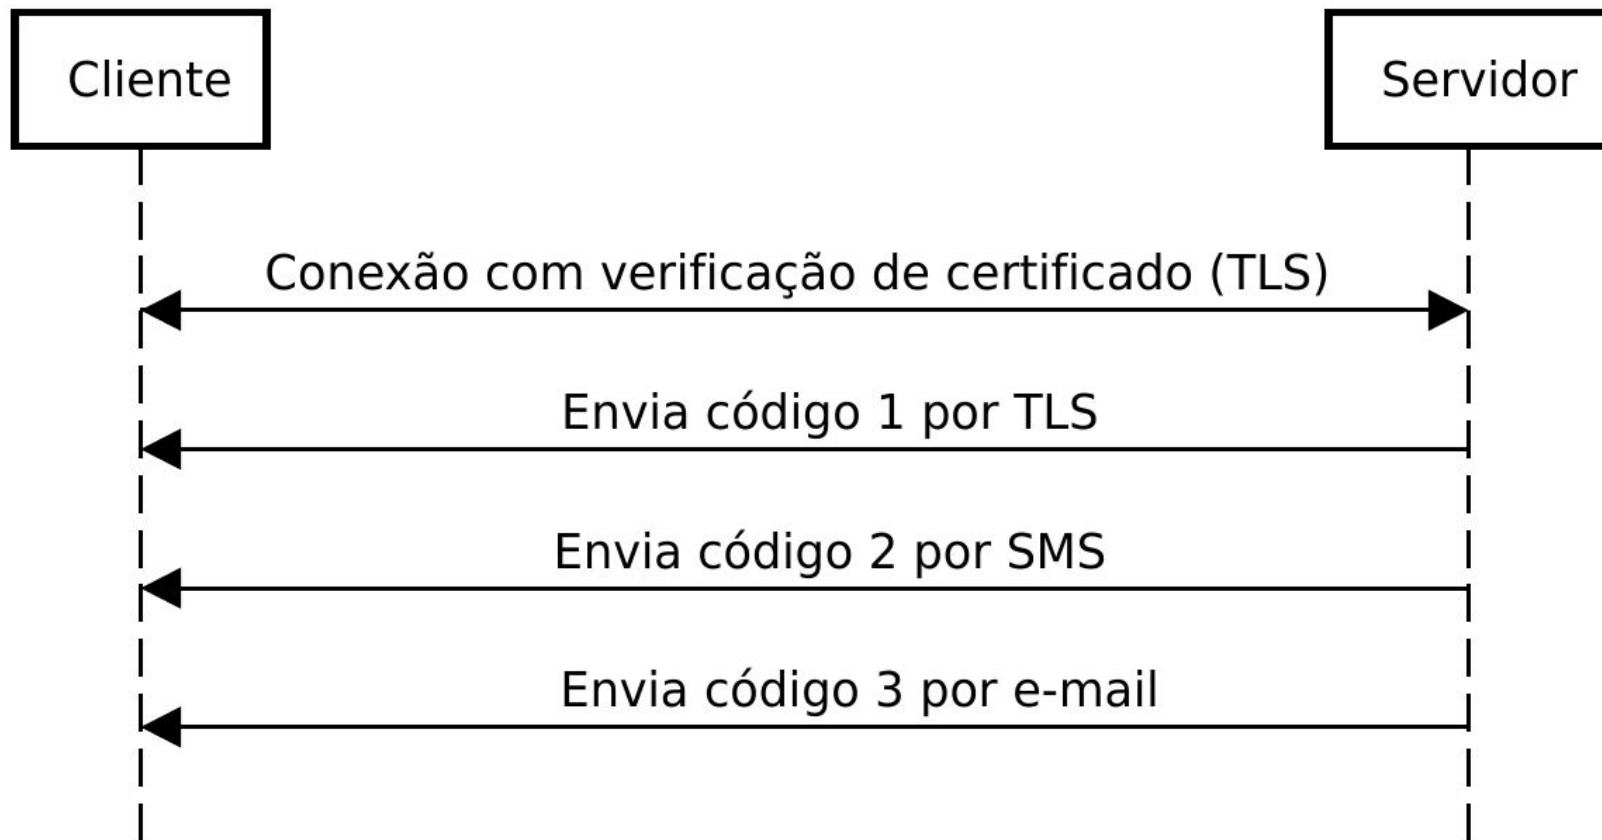 Cliente
Servidor
Conexão com verificação de certificado (TLS)
Envia código 1 por TLS
Envia código 2 por SMS
Envia código 3 por e-mail